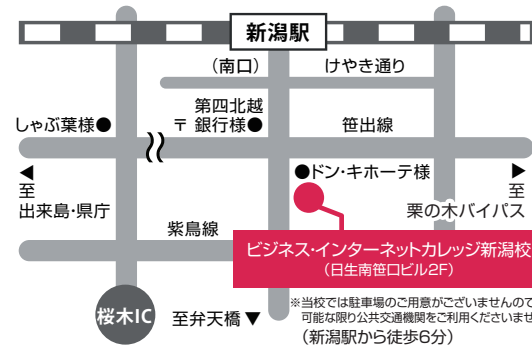 新潟駅
(南口)
けやき通り
しゃぶ葉様●
第四北越
〒 銀行様●
笹出線
◀
至
出来島・県庁
●ドン・キホーテ様
▶
至
栗の木バイパス
紫鳥線
ビジネス・インターネットカレッジ新潟校
(日生南笹口ビル2F)
桜木IC
至弁天橋▼
※当校では駐車場のご用意がございませんので
可能な限り公共交通機関をご利用くださいませ
(新潟駅から徒歩6分)